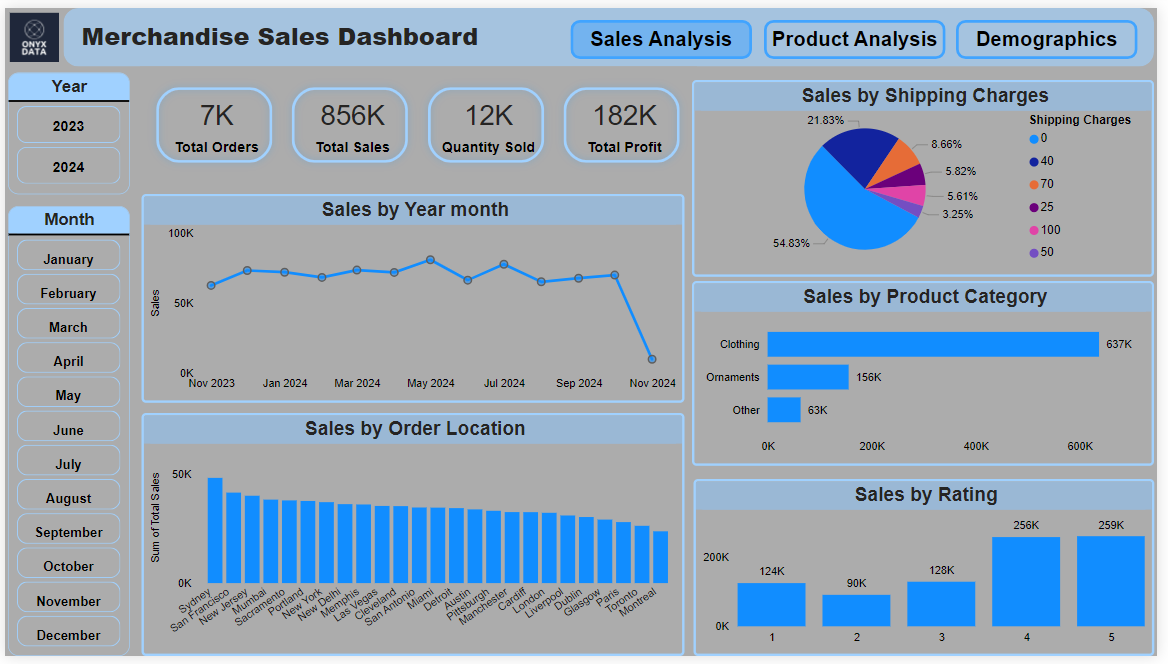 ONYX
DATA
Merchandise Sales Dashboard
Sales Analysis
Product Analysis
Demographics
Year
2023
2024
Month
January
February
March
April
May
June
July
August
September
October
November
December
7K
Total Orders
856K
Total Sales
12K
Quantity Sold
182K
Total Profit
Sales by Year month
100K
50K
0K
Sales
Nov 2023
Jan 2024
Mar 2024
May 2024
Jul 2024
Sep 2024
Nov 2024
Sales by Order Location
50K
0K
Sum of Total Sales
Sydney
San Francisco
New Jersey
Mumbai
Sacramento
Portland
New York
New Delhi
Memphis
Las Vegas
Cleveland
San Antonio
Miami
Detroit
Austin
Pittsburgh
Manchester
Cardiff
London
Liverpool
Dublin
Glasgow
Paris
Toronto
Montreal
Sales by Shipping Charges
21.83%
8.66%
5.82%
5.61%
3.25%
54.83%
Shipping Charges
0
40
70
25
100
50
Sales by Product Category
Clothing
637K
Ornaments
156K
Other
63K
0K
200K
400K
600K
Sales by Rating
200K
0K
124K
90K
128K
256K
259K
1
2
3
4
5